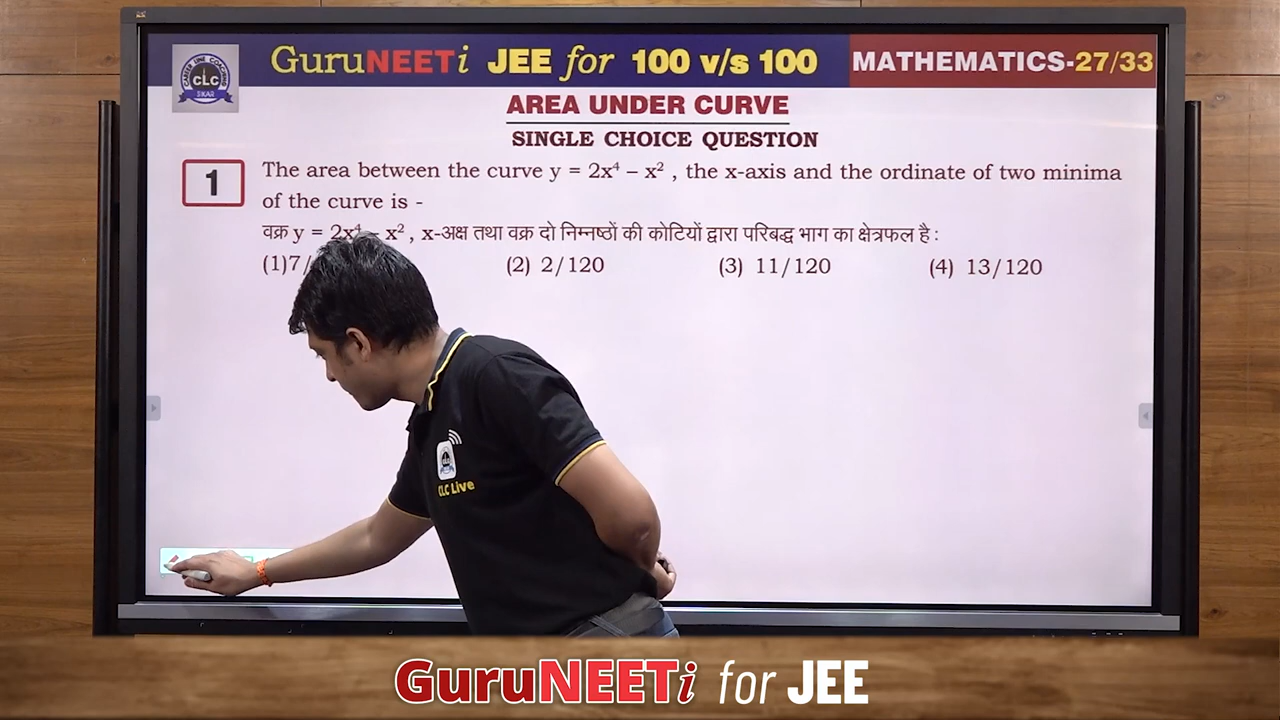 GuruNEETi JEE for 100 v/s 100 MATHEMATICS-27/33
CLC
SIKAR
AREA UNDER CURVE
SINGLE CHOICE QUESTION
1 The area between the curve y = 2x⁴ – x² , the x-axis and the ordinate of two minima
of the curve is -
वक्र y = 2x⁴ – x² , x-अक्ष तथा वक्र दो निम्नष्ठों की कोटियों द्वारा परिबद्ध भाग का क्षेत्रफल है :
(1)7/ (2) 2/120 (3) 11/120 (4) 13/120
CLC Live
GuruNEETi for JEE